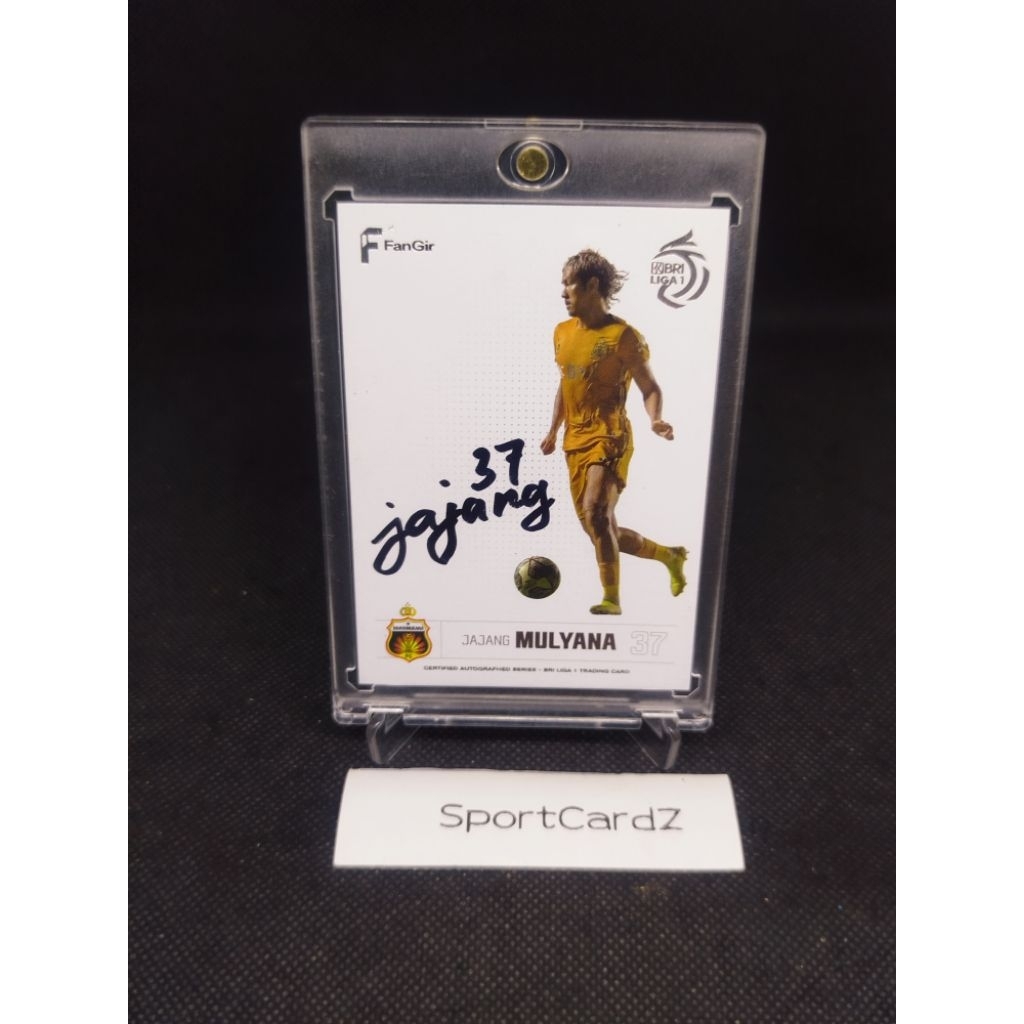 FanGir
BRI
LIGA 1
37
jajang
JAJANG MULYANA 37
CERTIFIED AUTOGRAPHED SERIES - BRI LIGA 1 TRADING CARD
SportCardZ